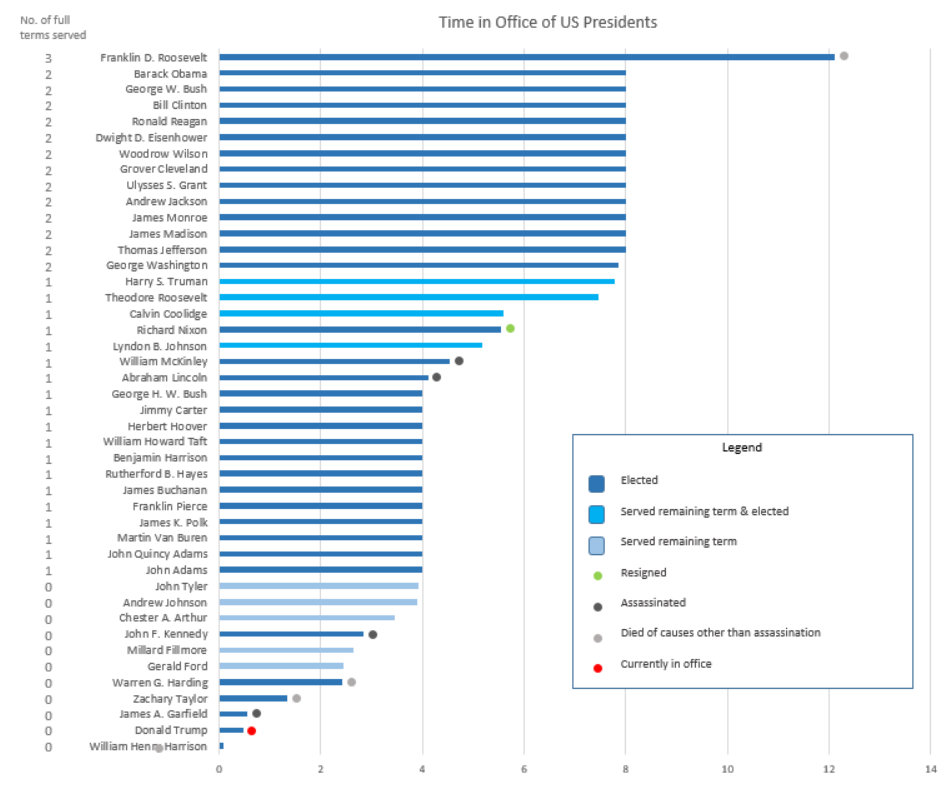 No. of full
terms served
Time in Office of US Presidents
3 Franklin D. Roosevelt
2 Barack Obama
2 George W. Bush
2 Bill Clinton
2 Ronald Reagan
2 Dwight D. Eisenhower
2 Woodrow Wilson
2 Grover Cleveland
2 Ulysses S. Grant
2 Andrew Jackson
2 James Monroe
2 James Madison
2 Thomas Jefferson
2 George Washington
1 Harry S. Truman
1 Theodore Roosevelt
1 Calvin Coolidge
1 Richard Nixon
1 Lyndon B. Johnson
1 William McKinley
1 Abraham Lincoln
1 George H. W. Bush
1 Jimmy Carter
1 Herbert Hoover
1 William Howard Taft
1 Benjamin Harrison
1 Rutherford B. Hayes
1 James Buchanan
1 Franklin Pierce
1 James K. Polk
1 Martin Van Buren
1 John Quincy Adams
1 John Adams
0 John Tyler
0 Andrew Johnson
0 Chester A. Arthur
0 John F. Kennedy
0 Millard Fillmore
0 Gerald Ford
0 Warren G. Harding
0 Zachary Taylor
0 James A. Garfield
0 Donald Trump
0 William Henry Harrison
0 2 4 6 8 10 12 14
Legend
Elected
Served remaining term & elected
Served remaining term
Resigned
Assassinated
Died of causes other than assassination
Currently in office